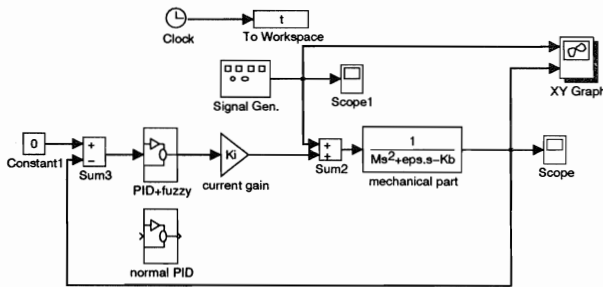 t
Clock
To Workspace
Signal Gen.
Scope1
XY Graph
0
Constant1
+
−
Sum3
PID+fuzzy
Ki
current gain
+
+
Sum2
1
Ms2+eps.s−Kb
mechanical part
Scope
normal PID